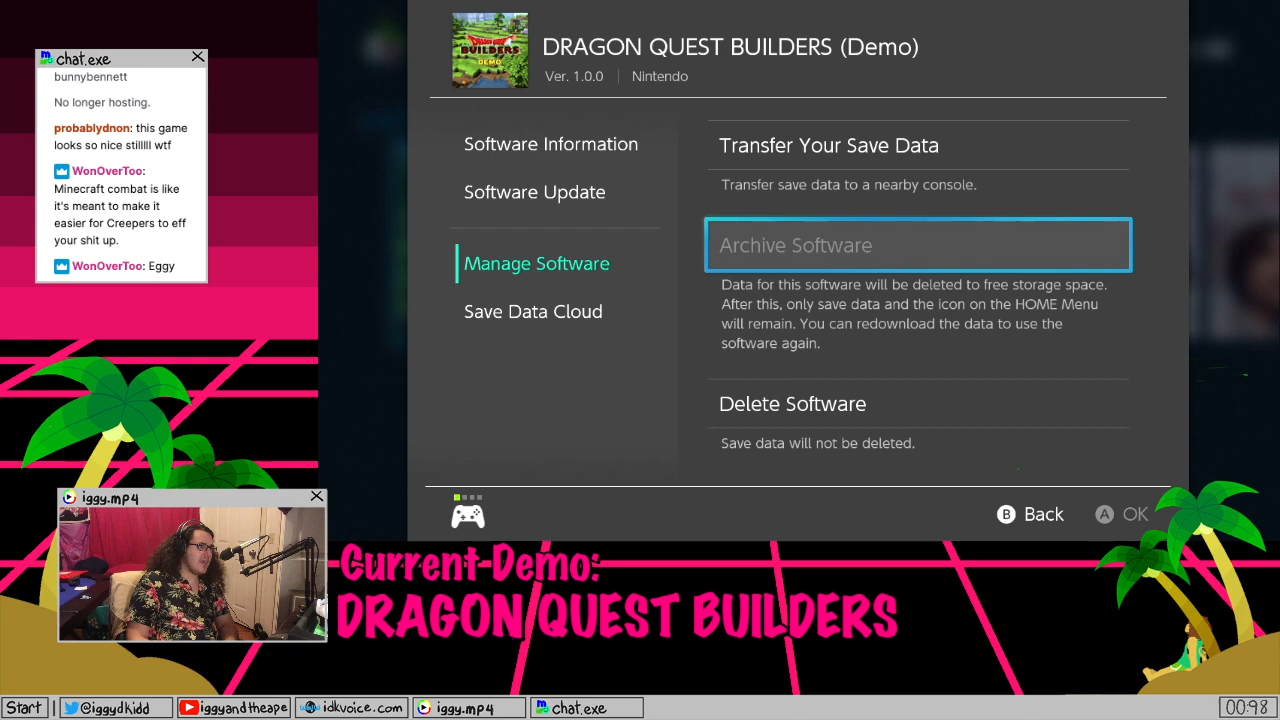 chat.exe
bunnybennett
No longer hosting.
probablydnon: this game
looks so nice stilllll wtf
WonOverToo:
Minecraft combat is like
it's meant to make it
easier for Creepers to eff
your shit up.
WonOverToo: Eggy
DRAGON QUEST
BUILDERS
DEMO
DRAGON QUEST BUILDERS (Demo)
Ver. 1.0.0 | Nintendo
Software Information
Software Update
Manage Software
Save Data Cloud
Transfer Your Save Data
Transfer save data to a nearby console.
Archive Software
Data for this software will be deleted to free storage space.
After this, only save data and the icon on the HOME Menu
will remain. You can redownload the data to use the
software again.
Delete Software
Save data will not be deleted.
B Back
A OK
iggy.mp4
Current Demo:
DRAGON QUEST BUILDERS
Start | @iggydkidd iggyandtheape www idkvoice.com iggy.mp4 chat.exe 00:98